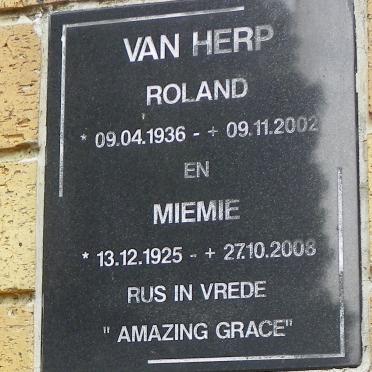 VAN HERP
ROLAND
* 09.04.1936 - + 09.11.2002
EN
MIEMIE
* 13.12.1925 - + 27.10.2008
RUS IN VREDE
" AMAZING GRACE"